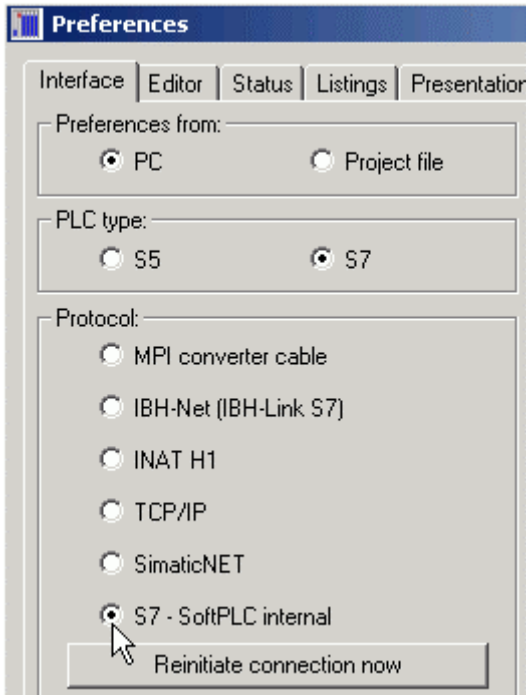 Preferences
Interface Editor Status Listings Presentation
Preferences from:
PC Project file
PLC type:
S5 S7
Protocol:
MPI converter cable
IBH-Net (IBH-Link S7)
INAT H1
TCP/IP
SimaticNET
S7 - SoftPLC internal
Reinitiate connection now